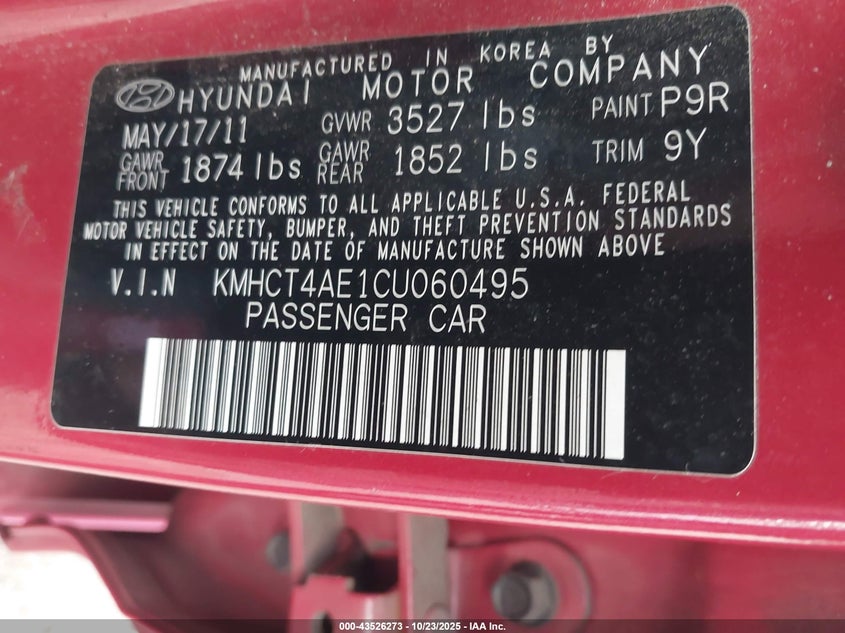 MANUFACTURED IN KOREA BY
HYUNDAI MOTOR COMPANY
MAY/17/11 GVWR 3527 lbs PAINT P9R
GAWR FRONT 1874 lbs GAWR REAR 1852 lbs TRIM 9Y
THIS VEHICLE CONFORMS TO ALL APPLICABLE U.S.A. FEDERAL
MOTOR VEHICLE SAFETY, BUMPER, AND THEFT PREVENTION STANDARDS
IN EFFECT ON THE DATE OF MANUFACTURE SHOWN ABOVE
V.I.N KMHCT4AE1CU060495
PASSENGER CAR
000-43526273 - 10/23/2025 - IAA Inc.